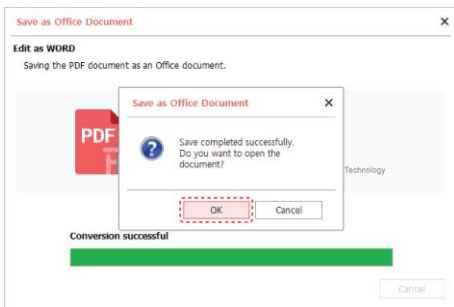 Save as Office Document
Edit as WORD
Saving the PDF document as an Office document.
PDF
Save as Office Document
Save completed successfully.
Do you want to open the
document?
Technology
OK
Cancel
Conversion successful
Cancel